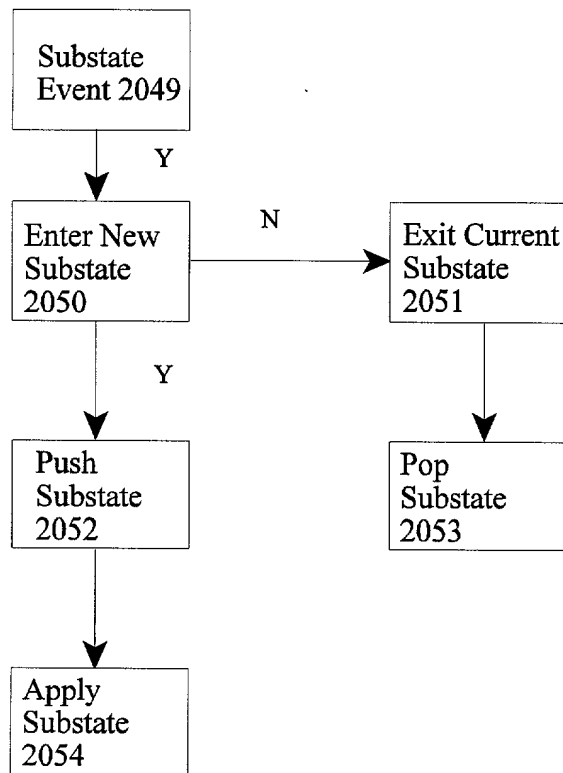 Substate
Event 2049
Y
Enter New
Substate
2050
N
Exit Current
Substate
2051
Y
Push
Substate
2052
Pop
Substate
2053
Apply
Substate
2054